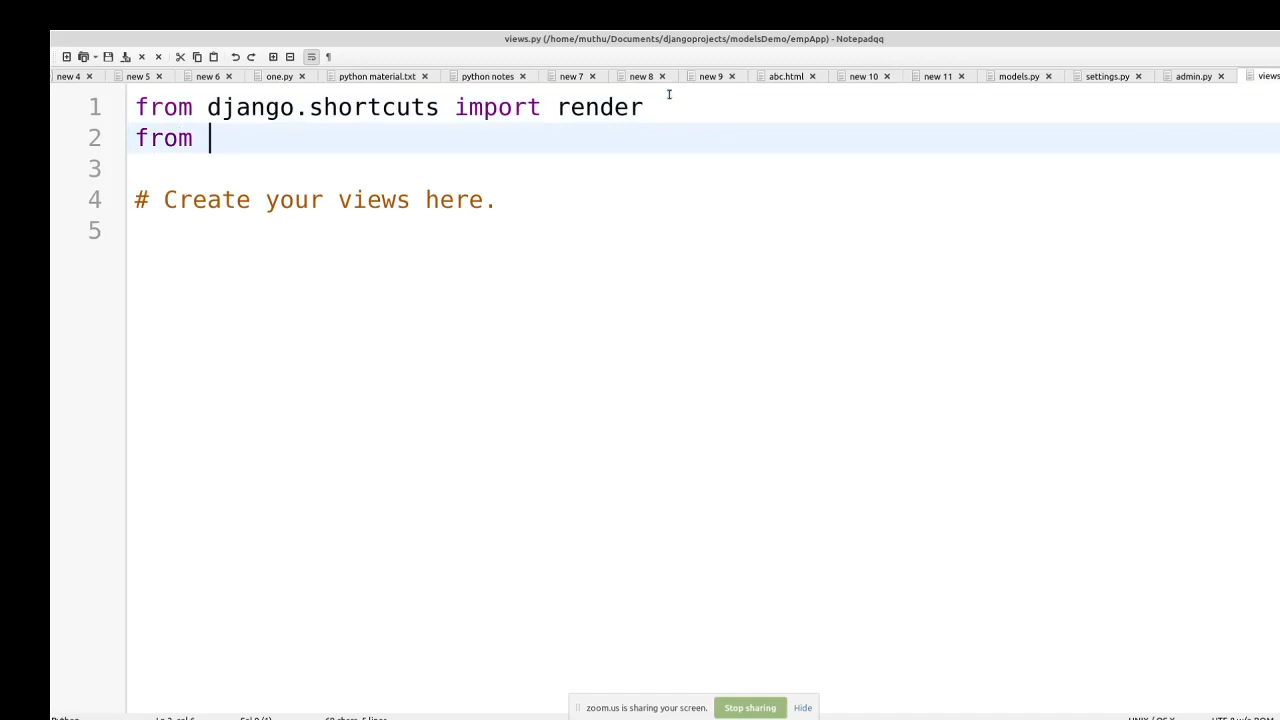 views.py (/home/muthu/Documents/djangoprojects/modelsDemo/empApp) - Notepadqq
new 4 new 5 new 6 one.py python material.txt python notes new 7 new 8 new 9 abc.html new 10 new 11 models.py settings.py admin.py views
1 from django.shortcuts import render
2 from
3
4 # Create your views here.
5
zoom.us is sharing your screen. Stop sharing Hide